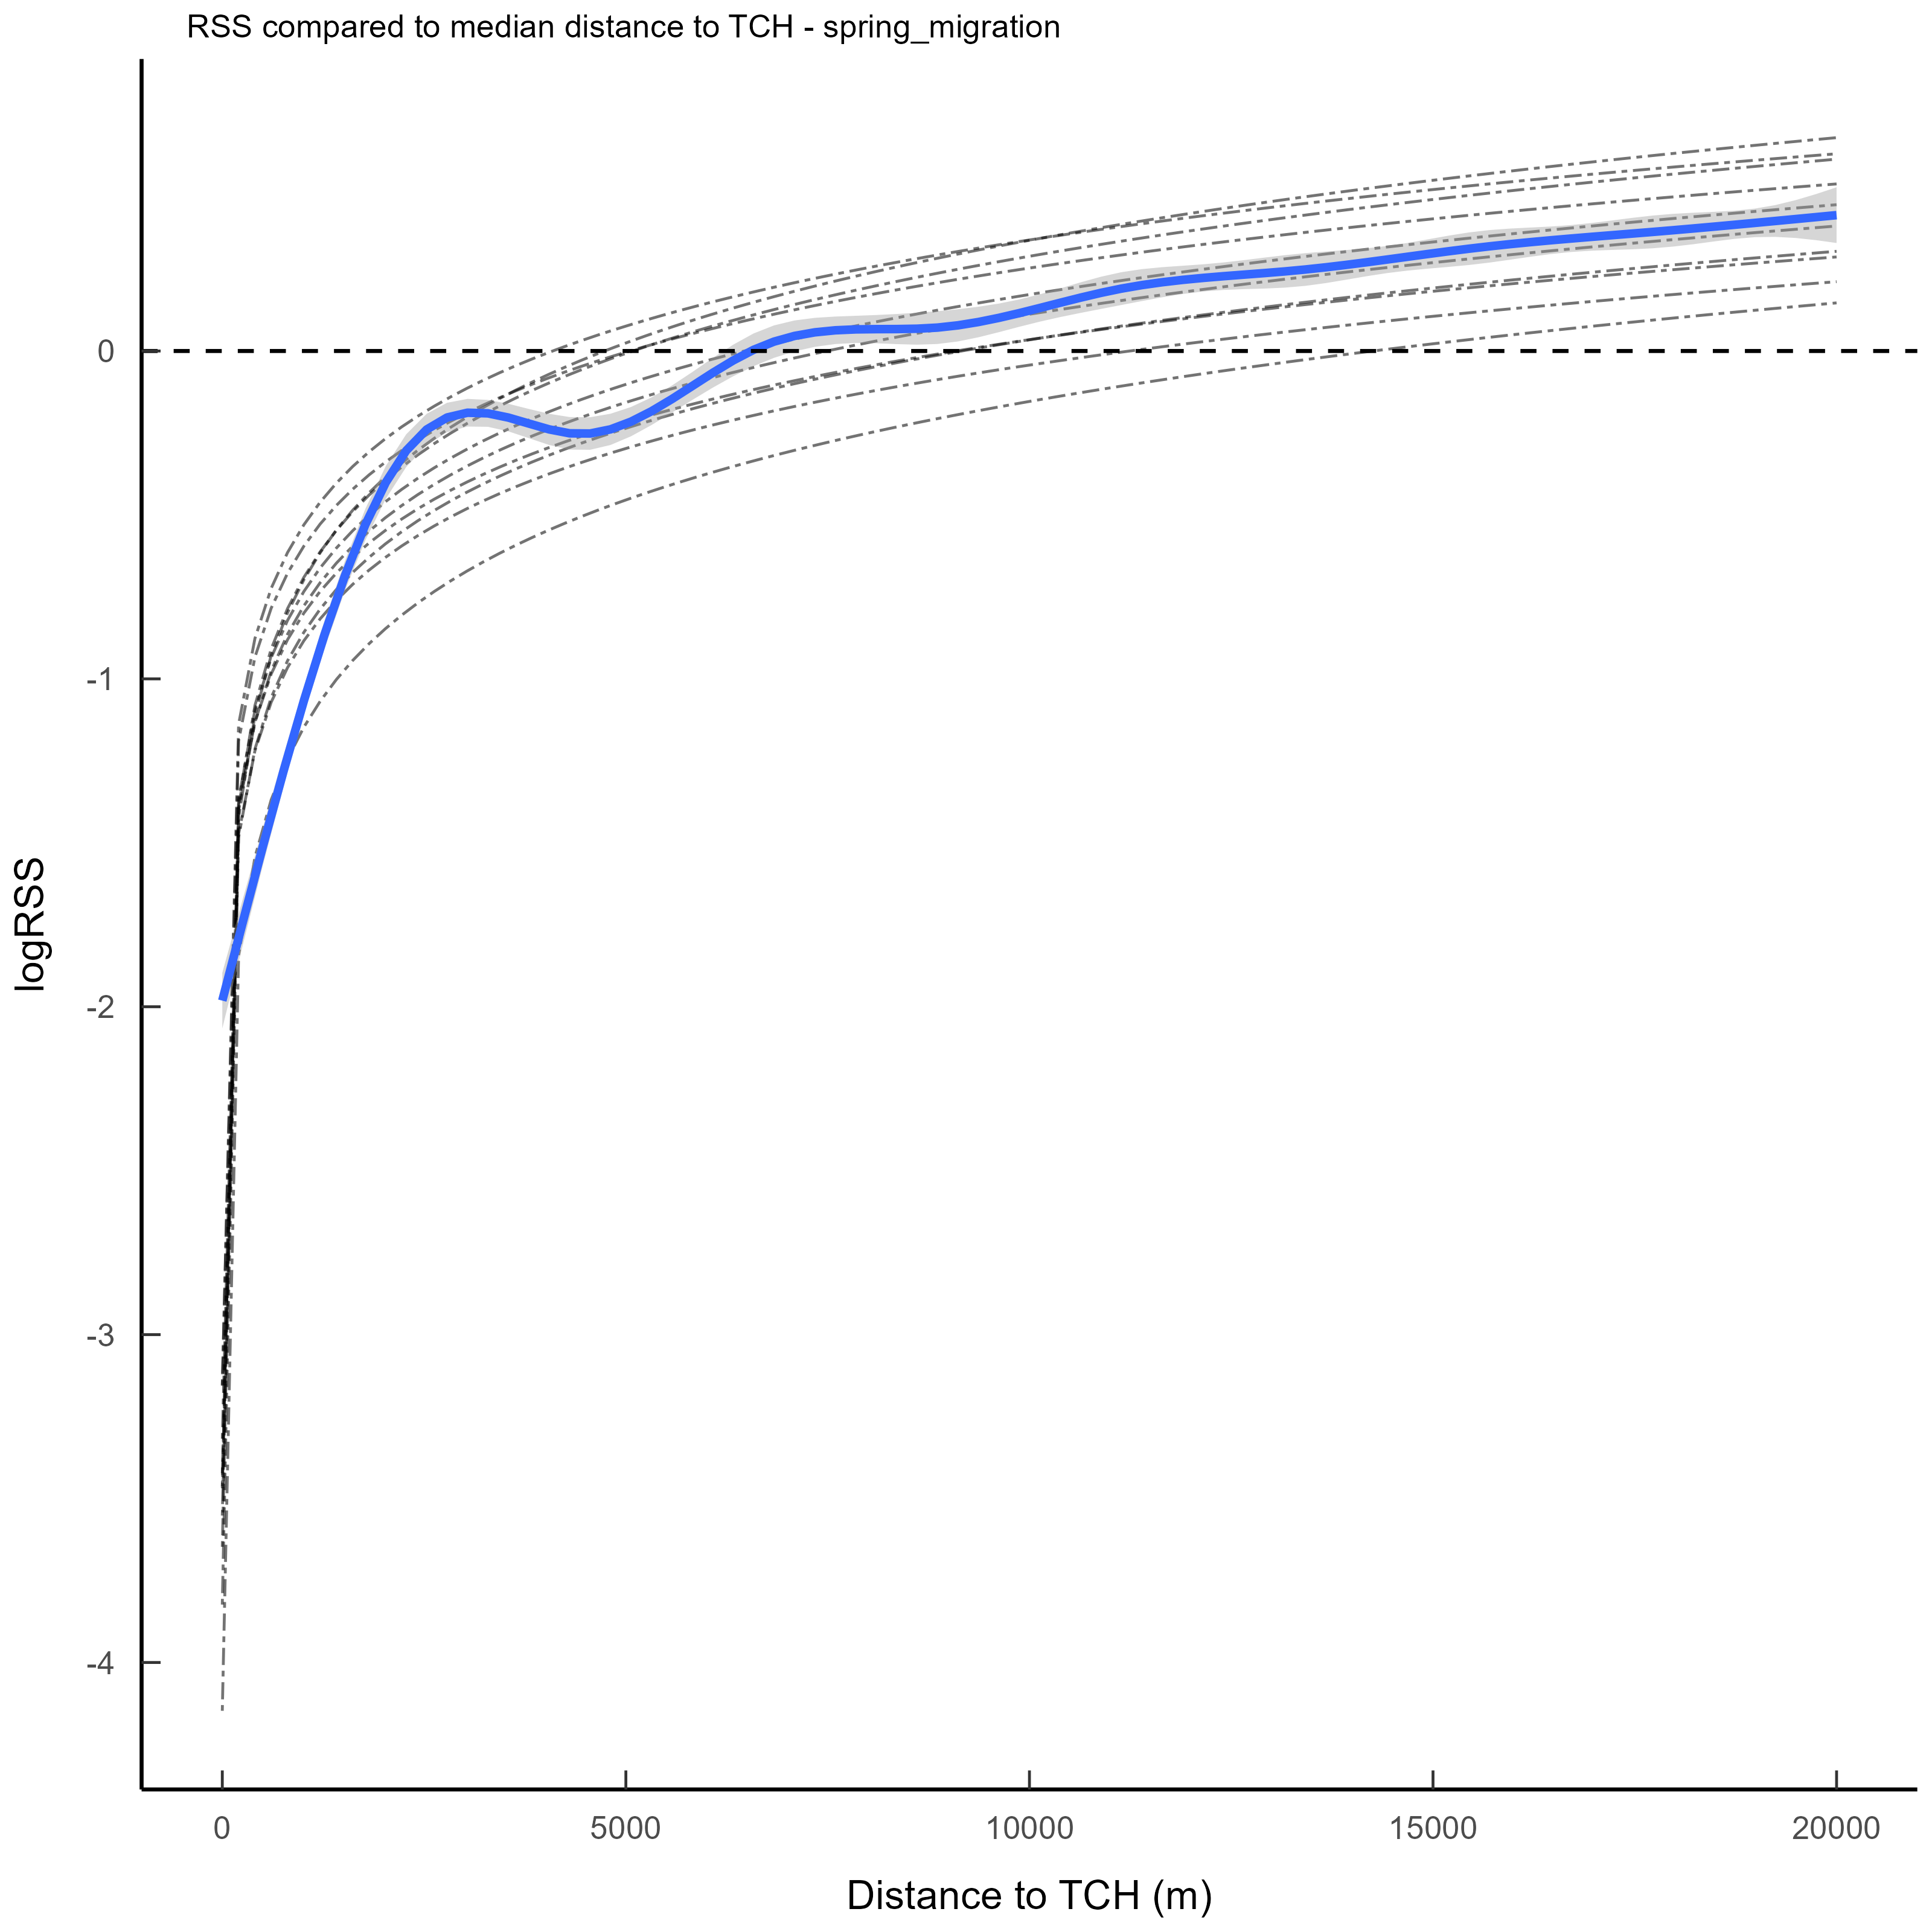 RSS compared to median distance to TCH - spring_migration
logRSS
0
-1
-2
-3
-4
0 5000 10000 15000 20000
Distance to TCH (m)